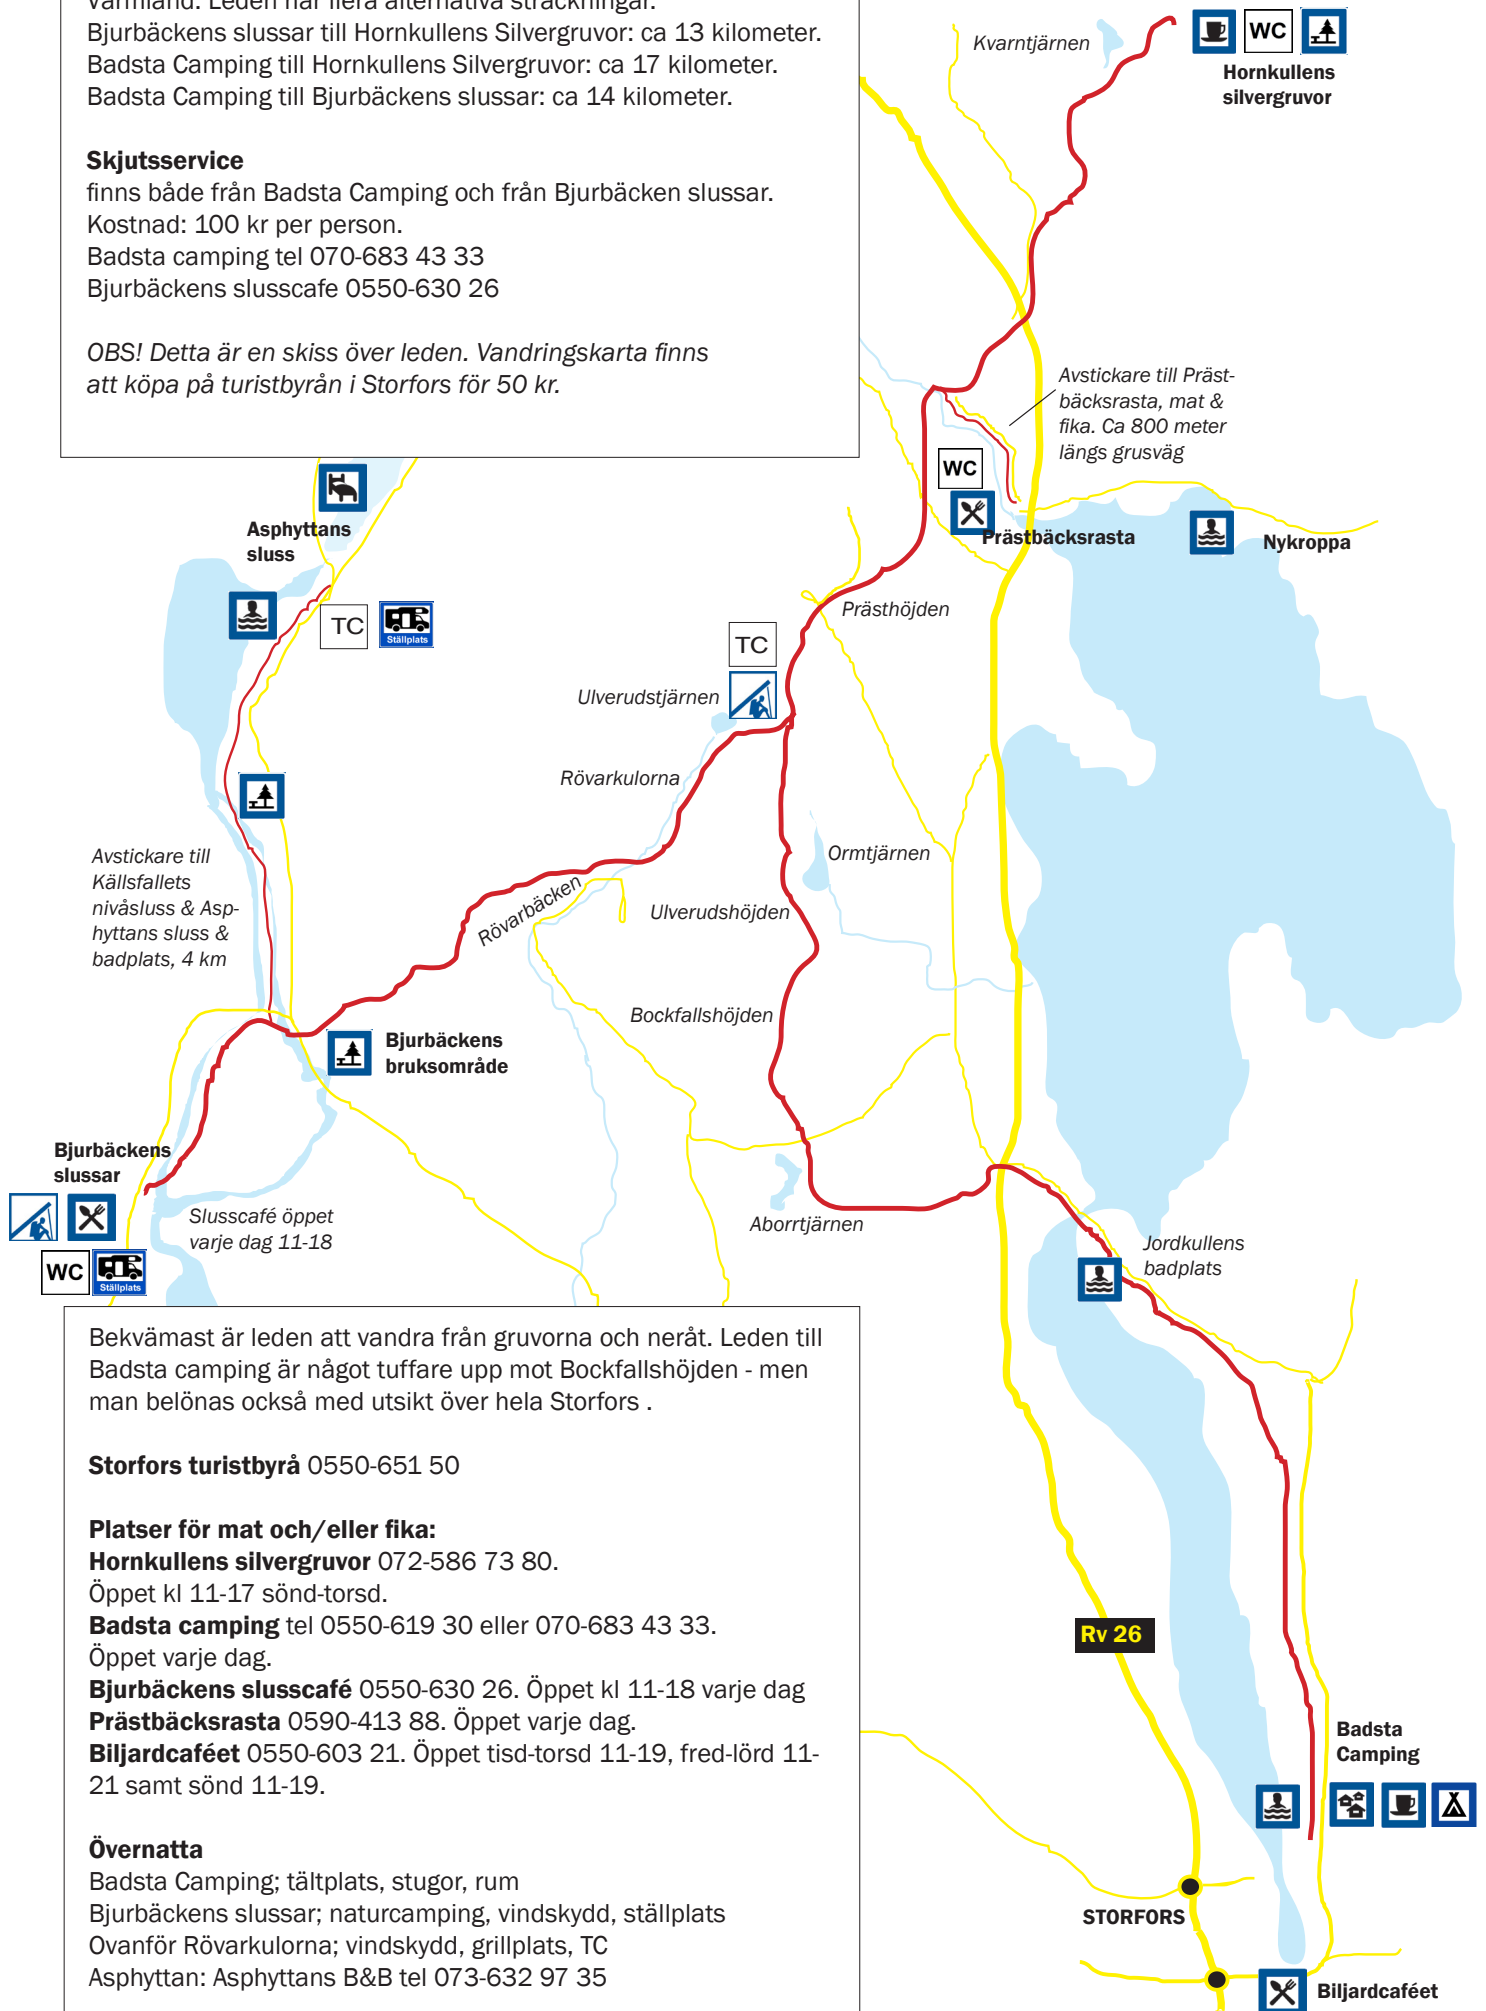 Värmland. Leden har flera alternativa sträckningar.
Bjurbäckens slussar till Hornkullens Silvergruvor: ca 13 kilometer.
Badsta Camping till Hornkullens Silvergruvor: ca 17 kilometer.
Badsta Camping till Bjurbäckens slussar: ca 14 kilometer.
Skjutsservice
finns både från Badsta Camping och från Bjurbäcken slussar.
Kostnad: 100 kr per person.
Badsta camping tel 070-683 43 33
Bjurbäckens slusscafe 0550-630 26
OBS! Detta är en skiss över leden. Vandringskarta finns
att köpa på turistbyrån i Storfors för 50 kr.
Kvarntjärnen
WC
Hornkullens
silvergruvor
Avstickare till Präst-
bäcksrasta, mat &
fika. Ca 800 meter
längs grusväg
WC
Prästbäcksrasta
Nykroppa
Asphyttans
sluss
TC
Ställplats
Prästhöjden
TC
Ulverudstjärnen
Rövarkulorna
Avstickare till
Källsfallets
nivåsluss & Asp-
hyttans sluss &
badplats, 4 km
Ormtjärnen
Rövarbäcken
Ulverudshöjden
Bockfallshöjden
Bjurbäckens
bruksområde
Bjurbäckens
slussar
Slusscafé öppet
varje dag 11-18
WC
Ställplats
Aborrtjärnen
Jordkullens
badplats
Bekvämast är leden att vandra från gruvorna och neråt. Leden till
Badsta camping är något tuffare upp mot Bockfallshöjden - men
man belönas också med utsikt över hela Storfors .
Storfors turistbyrå 0550-651 50
Platser för mat och/eller fika:
Hornkullens silvergruvor 072-586 73 80.
Öppet kl 11-17 sönd-torsd.
Badsta camping tel 0550-619 30 eller 070-683 43 33.
Öppet varje dag.
Bjurbäckens slusscafé 0550-630 26. Öppet kl 11-18 varje dag
Prästbäcksrasta 0590-413 88. Öppet varje dag.
Biljardcaféet 0550-603 21. Öppet tisd-torsd 11-19, fred-lörd 11-
21 samt sönd 11-19.
Övernatta
Badsta Camping; tältplats, stugor, rum
Bjurbäckens slussar; naturcamping, vindskydd, ställplats
Ovanför Rövarkulorna; vindskydd, grillplats, TC
Asphyttan: Asphyttans B&B tel 073-632 97 35
Rv 26
Badsta
Camping
STORFORS
Biljardcaféet